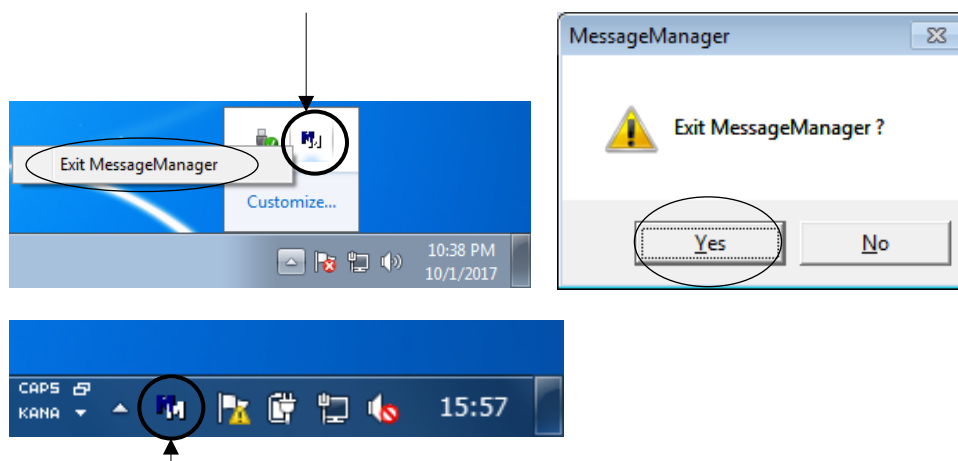 MessageManager
Exit MessageManager ?
Yes
No
Exit MessageManager
Customize...
10:38 PM
10/1/2017
CAPS
KANA
15:57